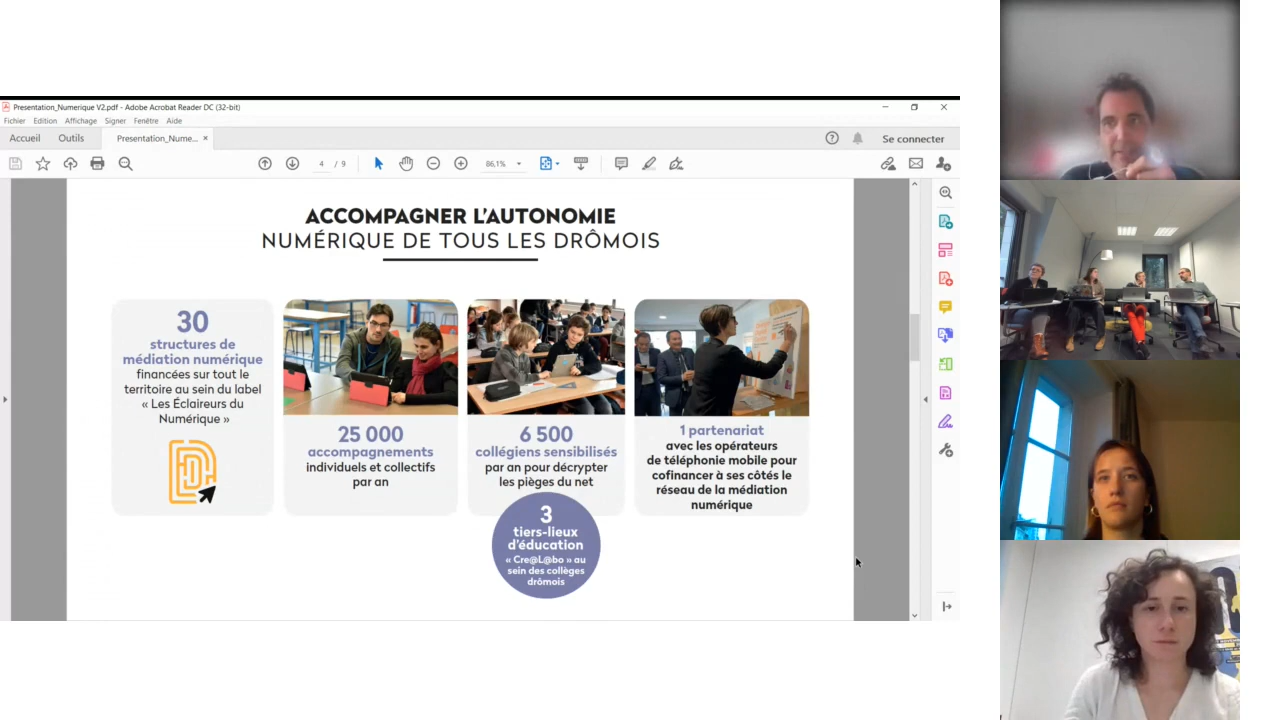 Presentation_Numerique V2.pdf - Adobe Acrobat Reader DC (32-bit)
Fichier Edition Affichage Signer Fenêtre Aide
Accueil Outils Presentation_Nume... × Se connecter
4 / 9 86,1%
ACCOMPAGNER L'AUTONOMIE
NUMÉRIQUE DE TOUS LES DRÔMOIS
30
structures de
médiation numérique
financées sur tout le
territoire au sein du label
« Les Éclaireurs du
Numérique »
25 000
accompagnements
individuels et collectifs
par an
6 500
collégiens sensibilisés
par an pour décrypter
les pièges du net
3
tiers-lieux
d'éducation
« Cre@L@bo » au
sein des collèges
drômois
1 partenariat
avec les opérateurs
de téléphonie mobile pour
cofinancer à ses côtés le
réseau de la médiation
numérique